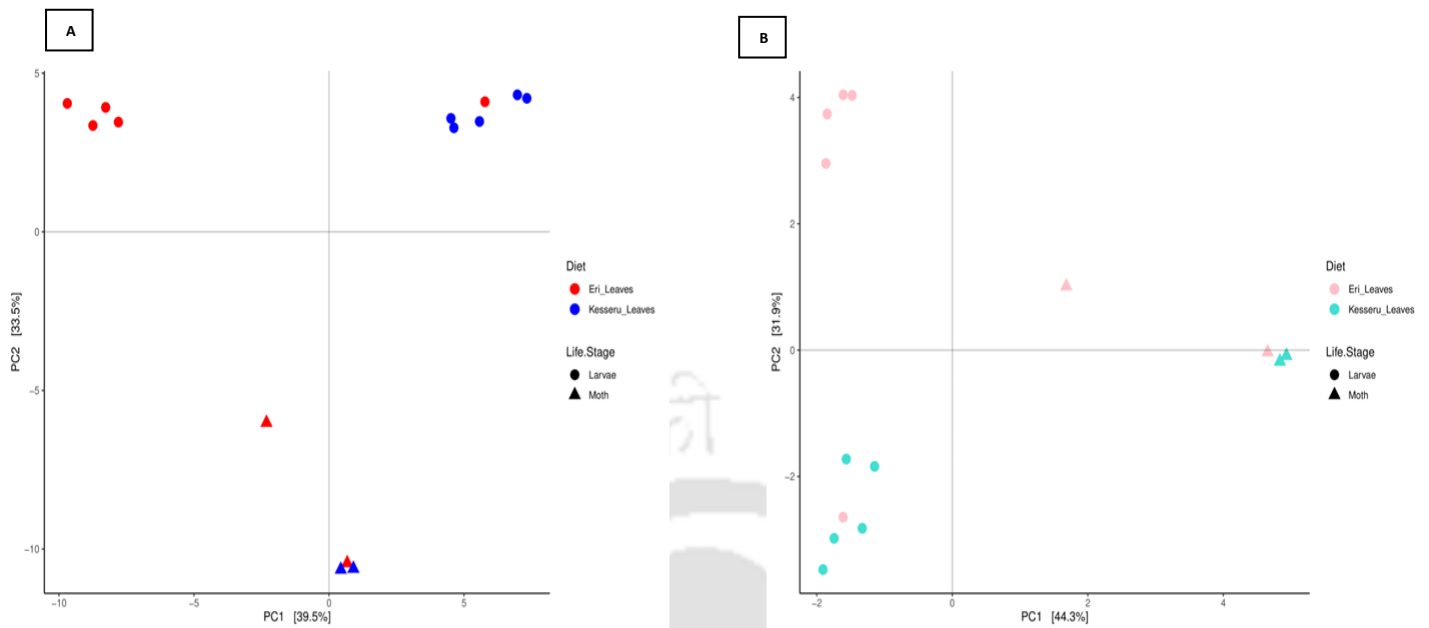 A
5
0
−5
−10
−10
−5
0
5
PC2 [33.5%]
PC1 [39.5%]
Diet
Eri_Leaves
Kesseru_Leaves
Life.Stage
Larvae
Moth
B
4
2
0
−2
−2
0
2
4
PC2 [31.9%]
PC1 [44.3%]
Diet
Eri_Leaves
Kesseru_Leaves
Life.Stage
Larvae
Moth